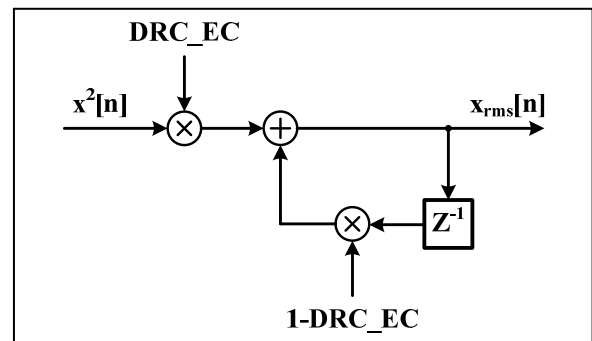 DRC_EC
x²[n]
xrms[n]
Z⁻¹
1-DRC_EC